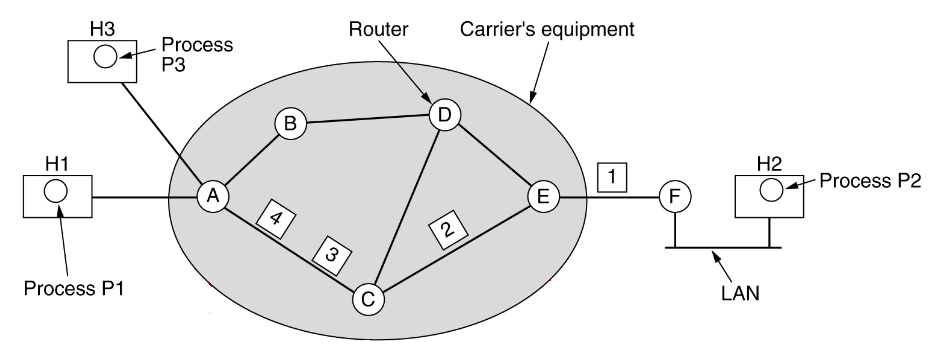 H3
Process
P3
Router
Carrier's equipment
B
D
H1
A
E
1
F
H2
Process P2
4
3
2
C
Process P1
LAN